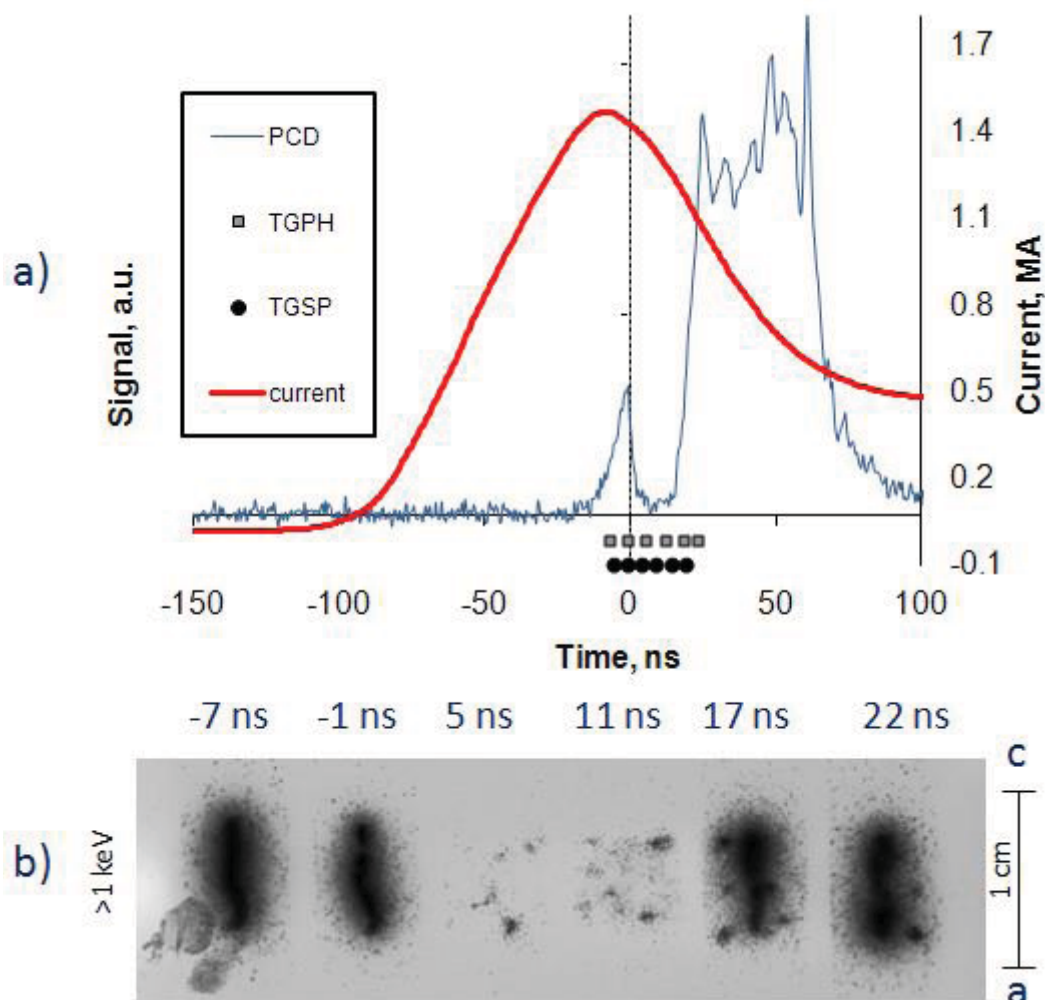 a)
Signal, a.u.
PCD
TGPH
TGSP
current
1.7
1.4
1.1
0.8
0.5
0.2
-0.1
Current, MA
-150
-100
-50
0
50
100
Time, ns
-7 ns
-1 ns
5 ns
11 ns
17 ns
22 ns
b)
>1 keV
c
1 cm
a